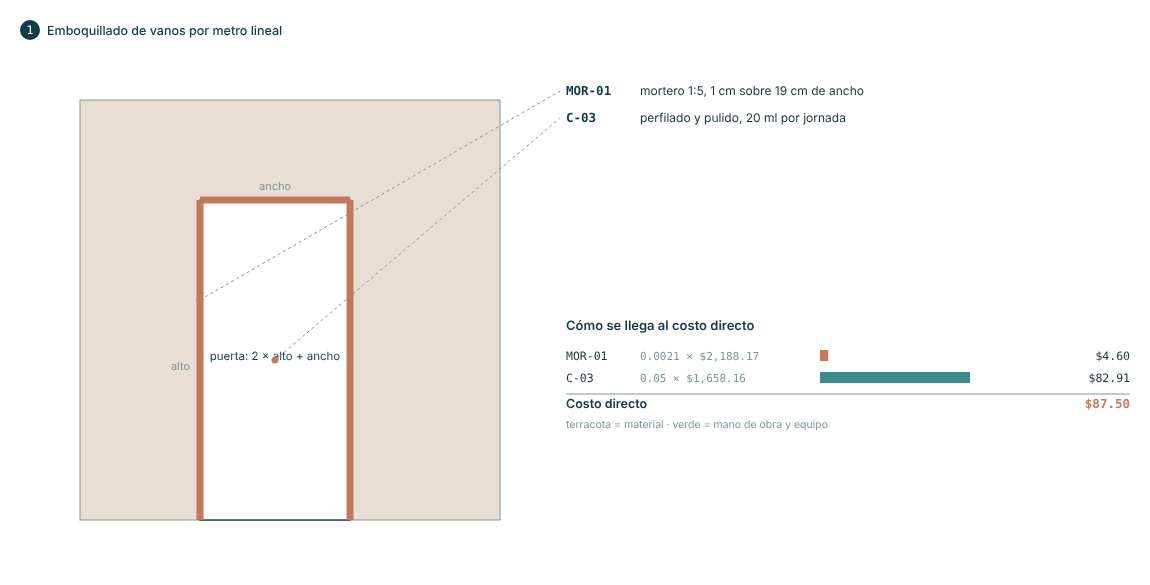 1 Emboquillado de vanos por metro lineal
MOR-01 mortero 1:5, 1 cm sobre 19 cm de ancho
C-03 perfilado y pulido, 20 ml por jornada
ancho
alto
puerta: 2 × alto + ancho
Cómo se llega al costo directo
MOR-01 0.0021 × $2,188.17 $4.60
C-03 0.05 × $1,658.16 $82.91
Costo directo $87.50
terracota = material · verde = mano de obra y equipo